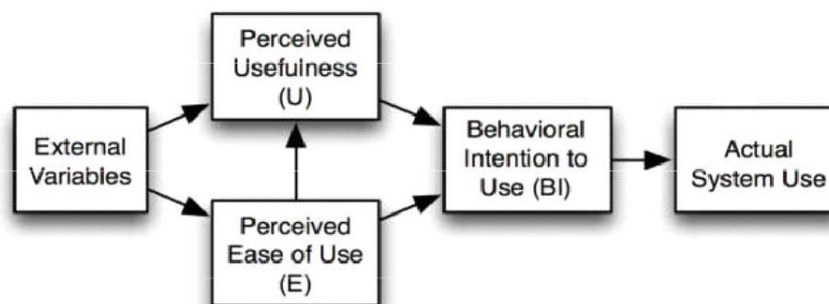 External
Variables
Perceived
Usefulness
(U)
Perceived
Ease of Use
(E)
Behavioral
Intention to
Use (BI)
Actual
System Use